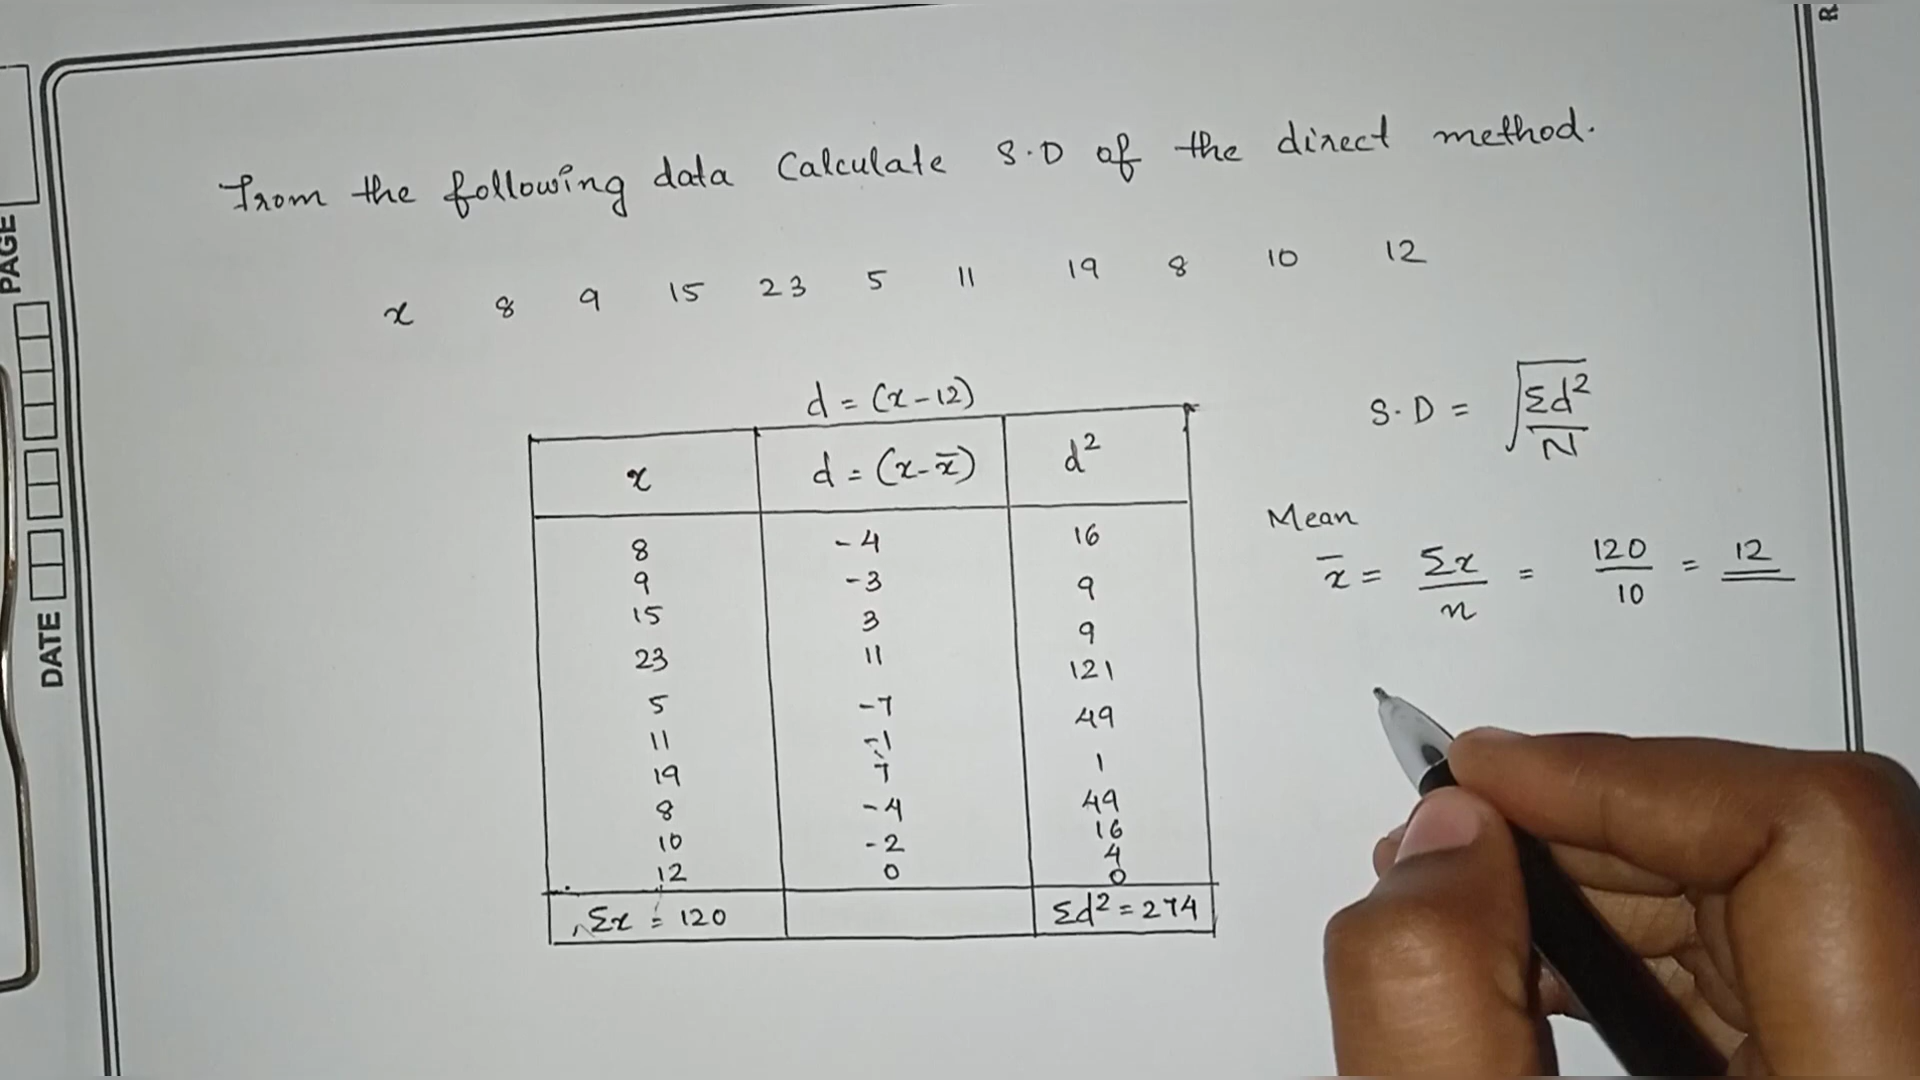 From the following data Calculate S.D of the direct method.
x 8 9 15 23 5 11 19 8 10 12
d = (x-12)
x d = (x-x̄) d²
8 -4 16
9 -3 9
15 3 9
23 11 121
5 -7 49
11 -1 1
19 7 49
8 -4 16
10 -2 4
12 0 0
Σx = 120 Σd² = 274
S.D = √Σd²/N
Mean
x̄ = Σx/n = 120/10 = 12
PAGE
DATE
R